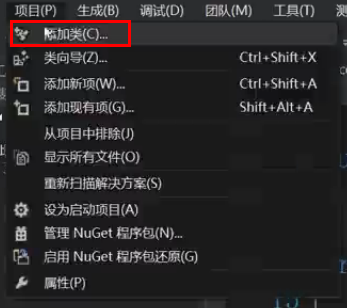 项目(P) 生成(B) 调试(D) 团队(M) 工具(T)
添加类(C)...
类向导(Z)... Ctrl+Shift+X
添加新项(W)... Ctrl+Shift+A
添加现有项(G)... Shift+Alt+A
从项目中排除(J)
显示所有文件(O)
重新扫描解决方案(S)
设为启动项目(A)
管理 NuGet 程序包(N)...
启用 NuGet 程序包还原(G)
属性(P)